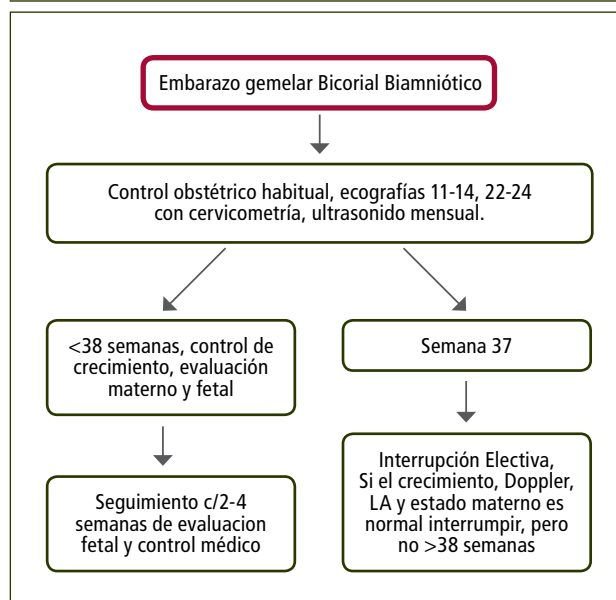 Embarazo gemelar Bicorial Biamniótico
Control obstétrico habitual, ecografías 11-14, 22-24
con cervicometría, ultrasonido mensual.
<38 semanas, control de
crecimiento, evaluación
materno y fetal
Semana 37
Seguimiento c/2-4
semanas de evaluacion
fetal y control médico
Interrupción Electiva,
Si el crecimiento, Doppler,
LA y estado materno es
normal interrumpir, pero
no >38 semanas